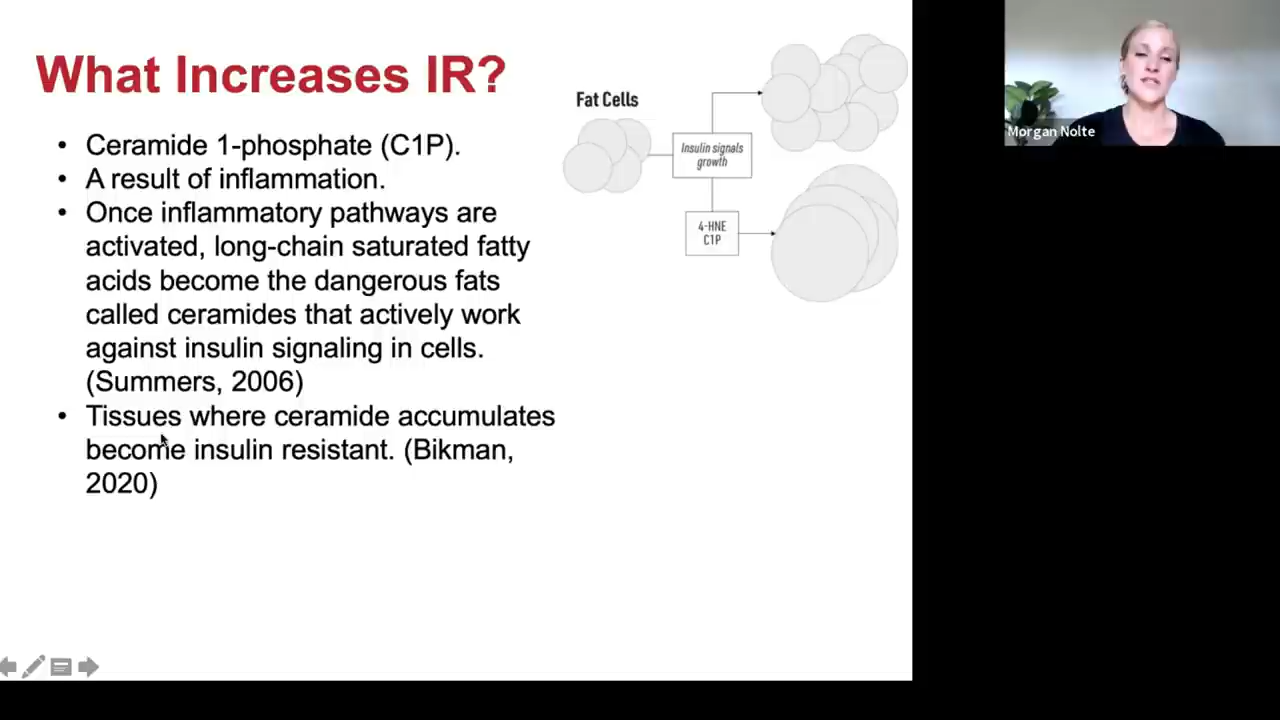 What Increases IR?
• Ceramide 1-phosphate (C1P).
• A result of inflammation.
• Once inflammatory pathways are
activated, long-chain saturated fatty
acids become the dangerous fats
called ceramides that actively work
against insulin signaling in cells.
(Summers, 2006)
• Tissues where ceramide accumulates
become insulin resistant. (Bikman,
2020)
Fat Cells
Insulin signals
growth
4-HNE
C1P
Morgan Nolte